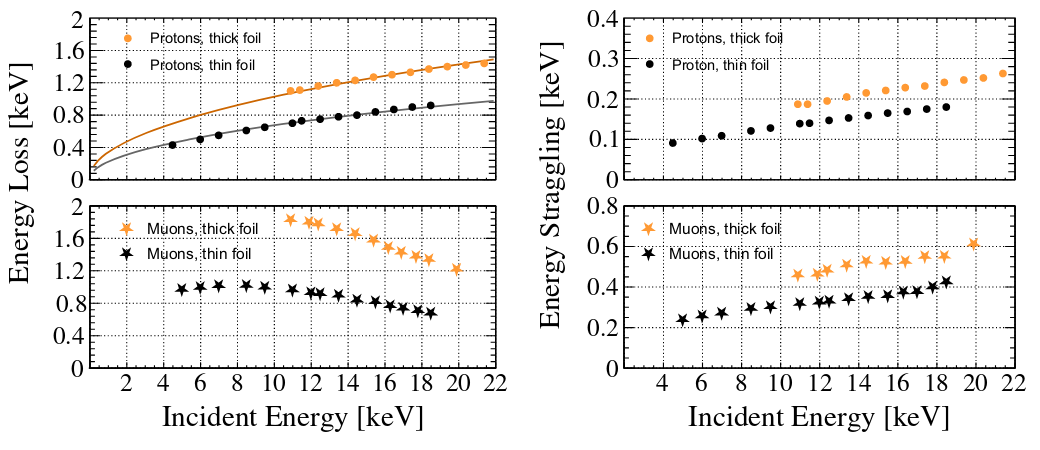 Energy Loss [keV]
2
1.6
1.2
0.8
0.4
0
Protons, thick foil
Protons, thin foil
2
1.6
1.2
0.8
0.4
0
Muons, thick foil
Muons, thin foil
2 4 6 8 10 12 14 16 18 20 22
Incident Energy [keV]
Energy Straggling [keV]
0.4
0.3
0.2
0.1
0
Protons, thick foil
Proton, thin foil
0.8
0.6
0.4
0.2
0
Muons, thick foil
Muons, thin foil
4 6 8 10 12 14 16 18 20 22
Incident Energy [keV]